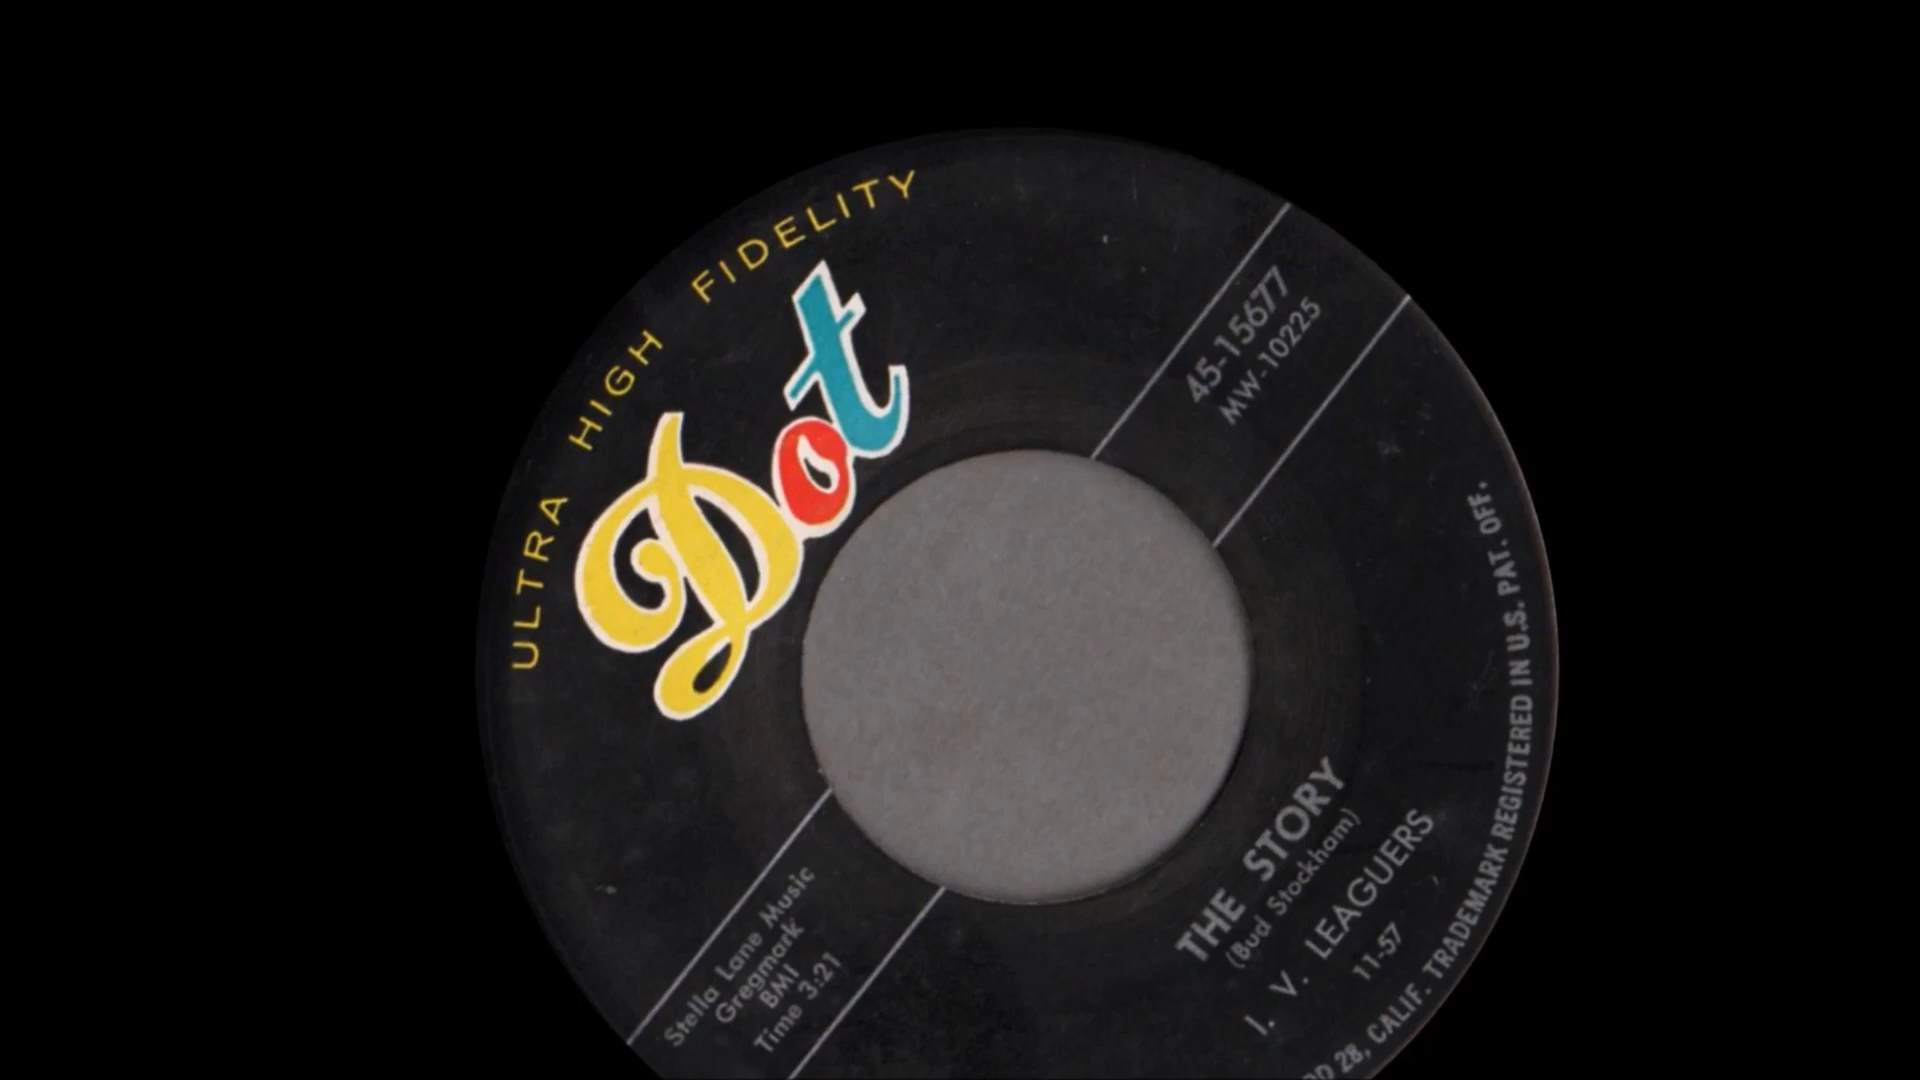 ULTRA HIGH FIDELITY
Dot
45-15677
MW-10225
Stella Lane Music
Gregmark
BMI
Time 3:21
THE STORY
(Bud Stockham)
I. V. LEAGUERS
11-57
28, CALIF. TRADEMARK REGISTERED IN U.S. PAT. OFF.